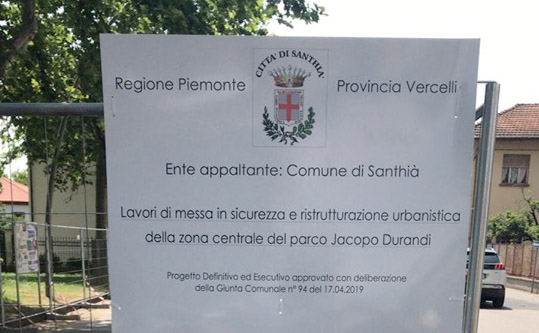 CITTÀ DI SANTHIÀ
Regione Piemonte
Provincia Vercelli
Ente appaltante: Comune di Santhià
Lavori di messa in sicurezza e ristrutturazione urbanistica
della zona centrale del parco Jacopo Durandi
Progetto Definitivo ed Esecutivo approvato con deliberazione
della Giunta Comunale n° 94 del 17.04.2019